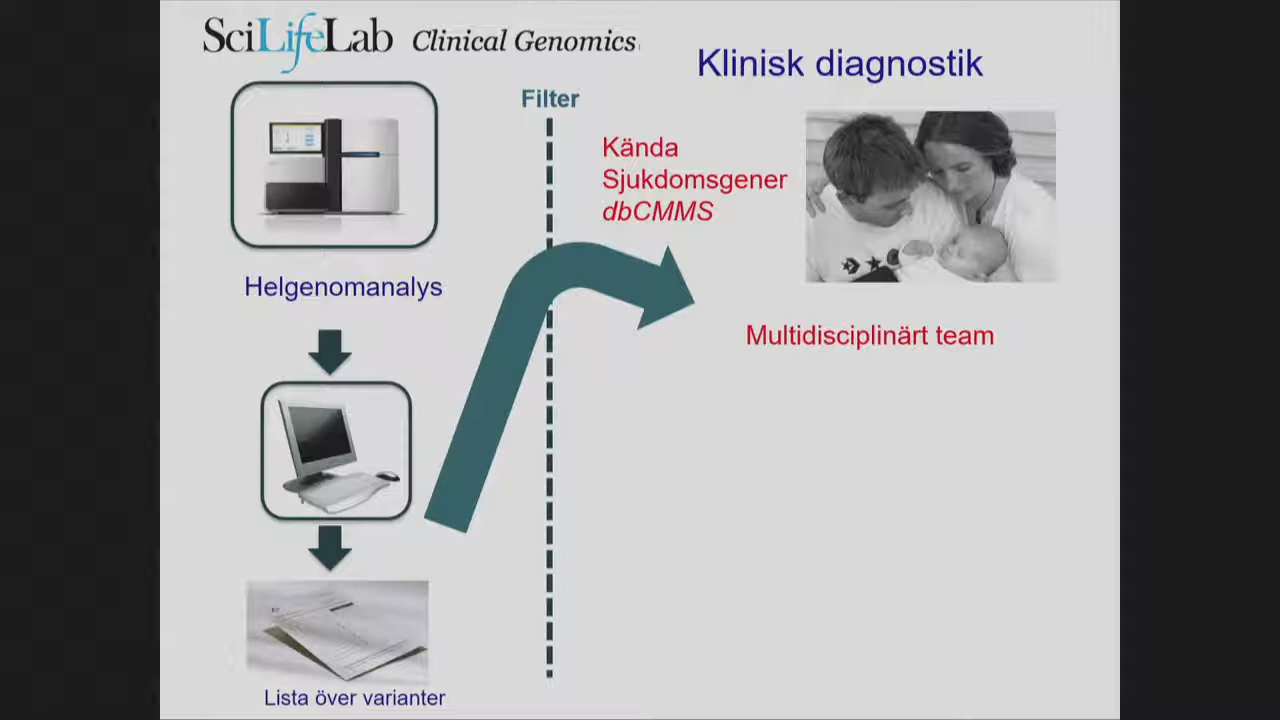 SciLifeLab Clinical Genomics
Klinisk diagnostik
Filter
Kända
Sjukdomsgener
dbCMMS
Helgenomanalys
Multidisciplinärt team
Lista över varianter